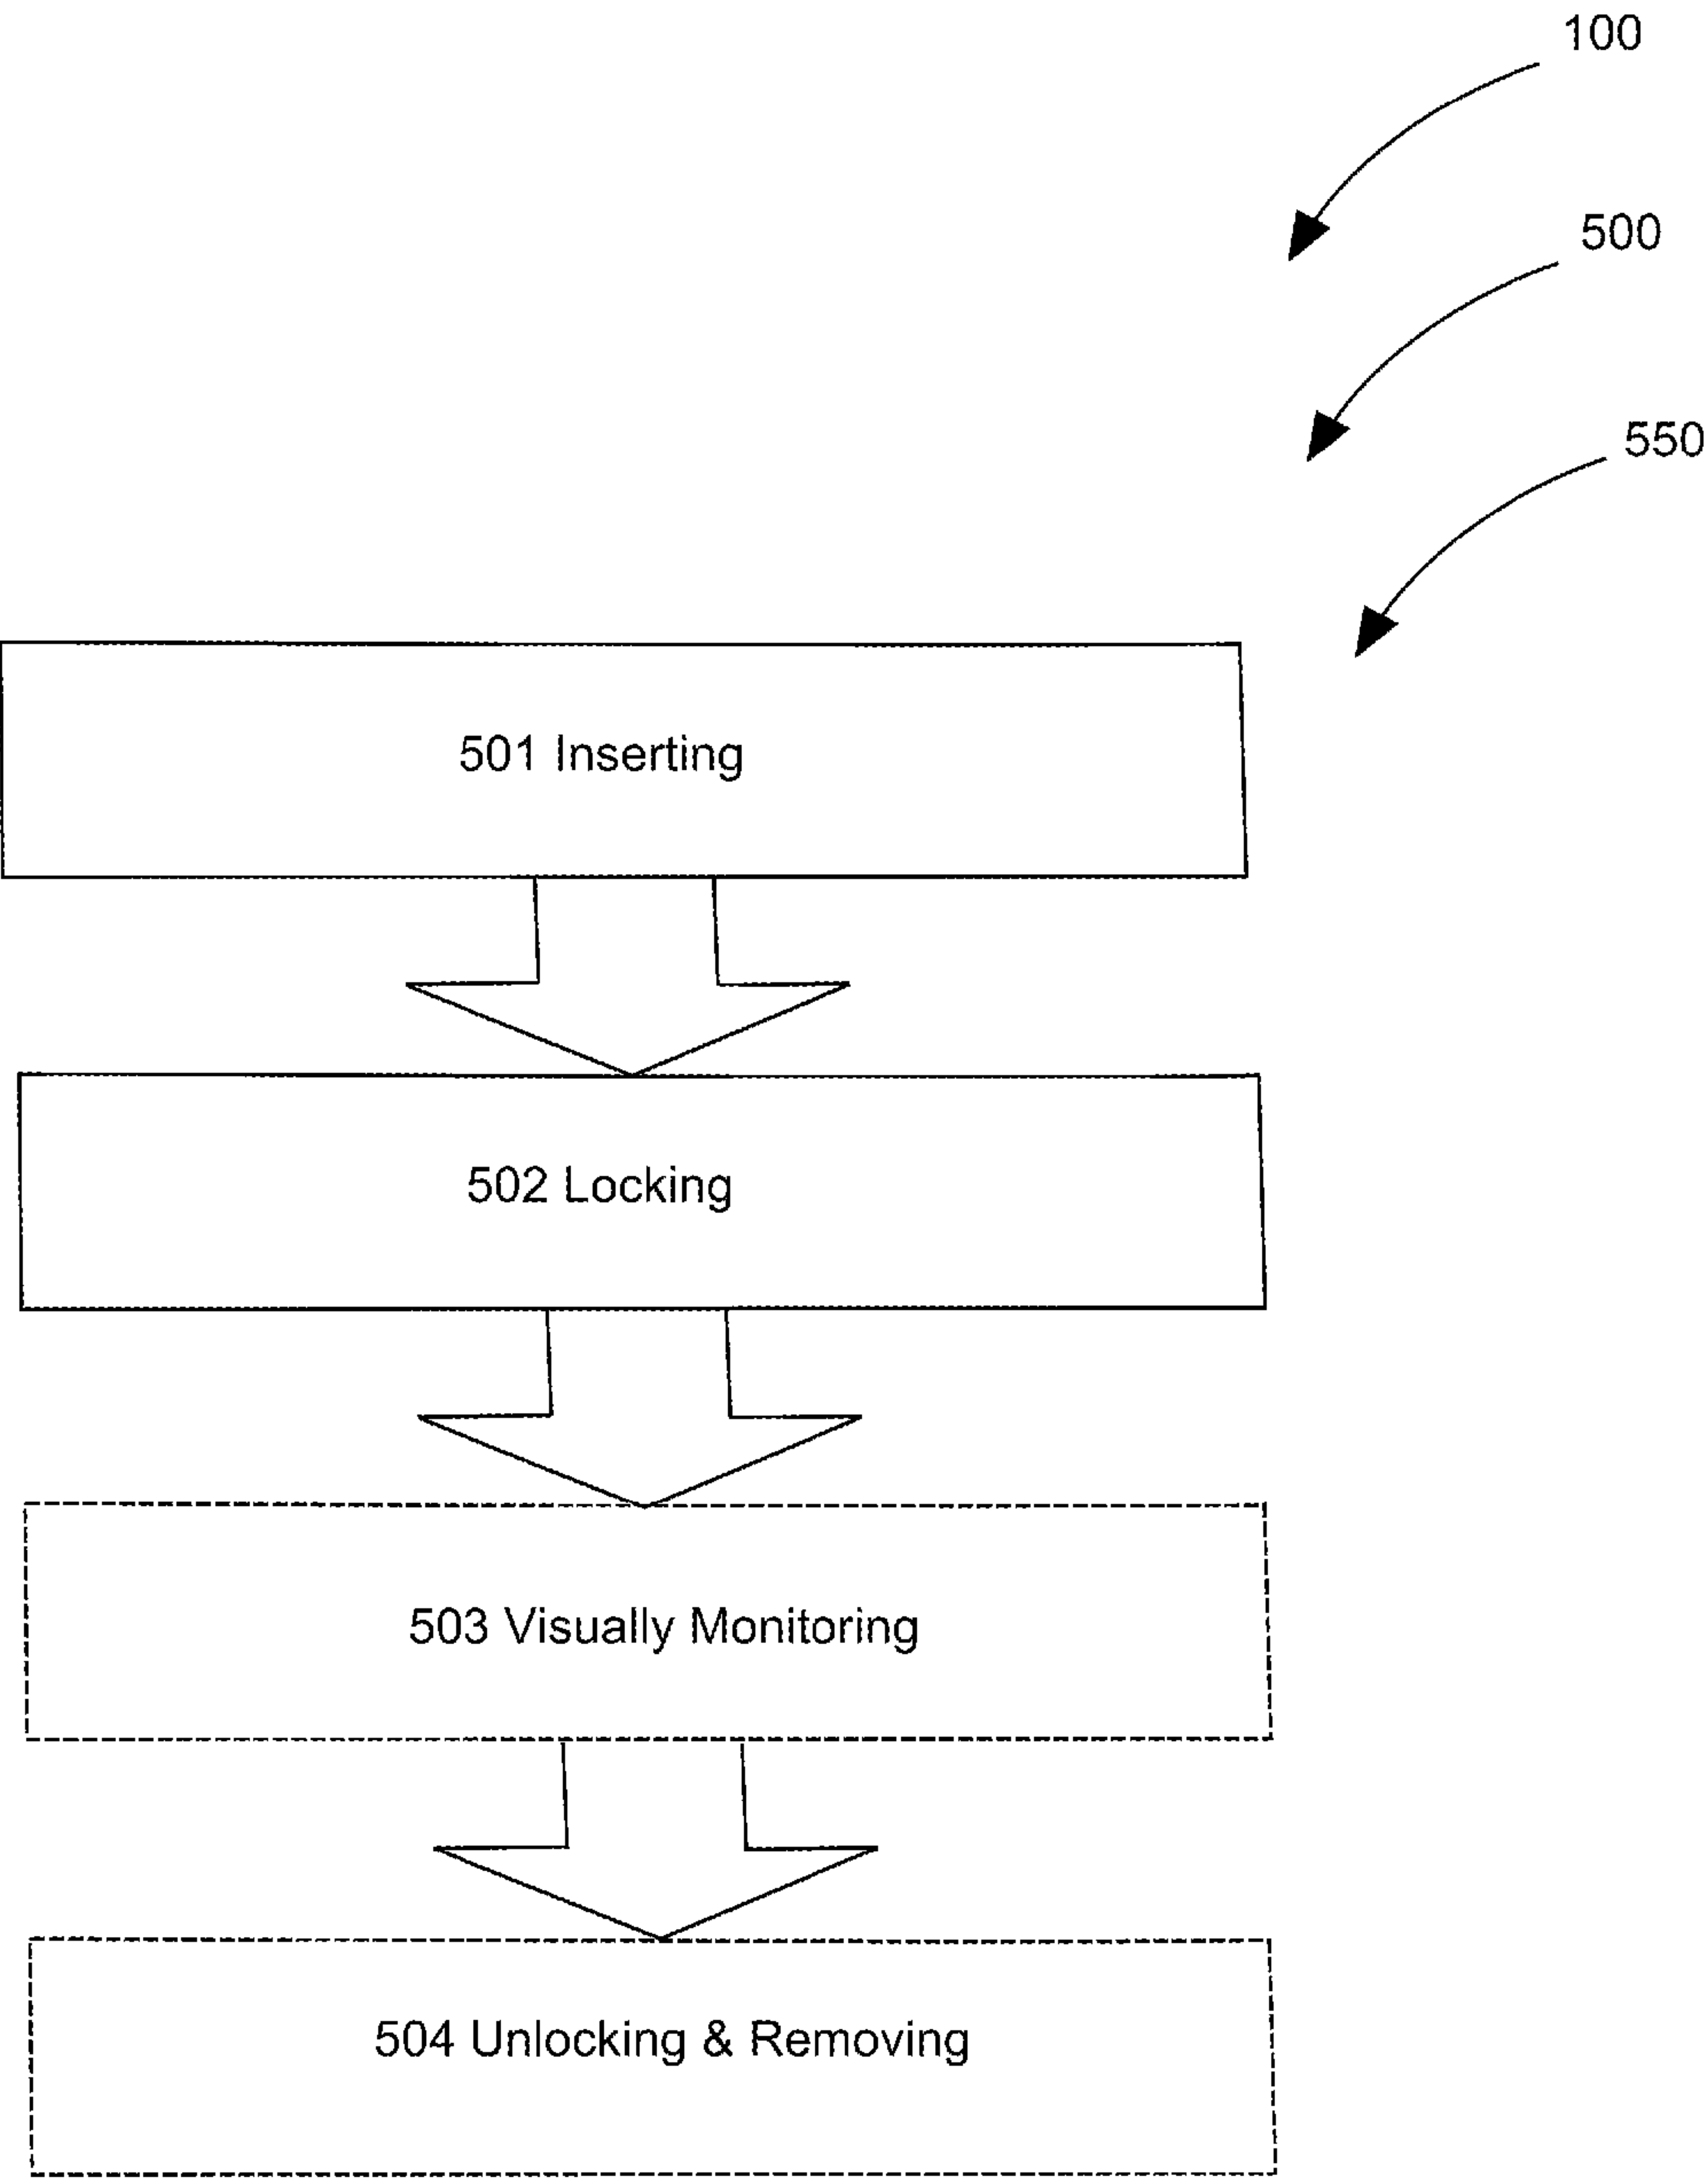 100
500
550
501 Inserting
502 Locking
503 Visually Monitoring
504 Unlocking & Removing